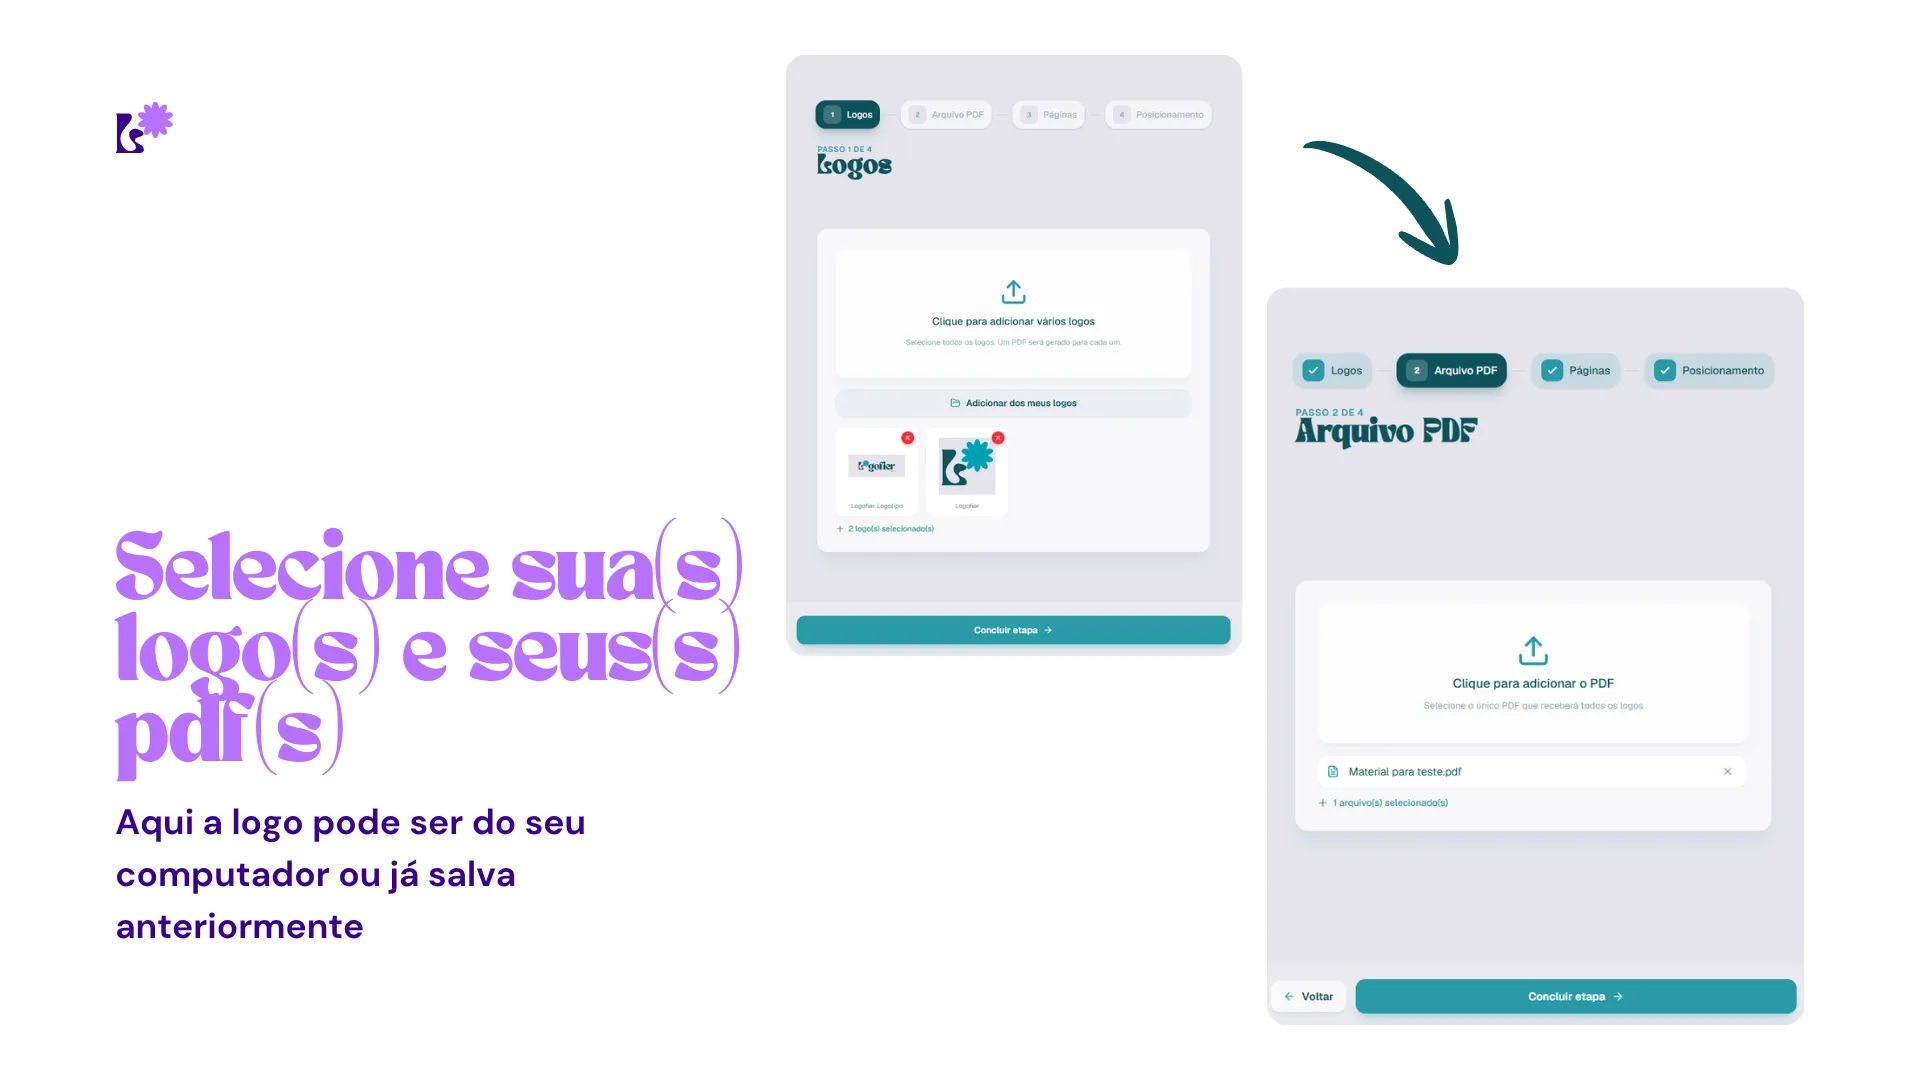 Selecione sua(s)
logo(s) e seus(s)
pdf(s)
Aqui a logo pode ser do seu
computador ou já salva
anteriormente
1 Logos
2 Arquivo PDF
3 Páginas
4 Posicionamento
PASSO 1 DE 4
Logos
Clique para adicionar vários logos
Selecione todos os logos. Um PDF será gerado para cada um.
Adicionar dos meus logos
Logofier
Logofier Logotipo
Logofier
2 logo(s) selecionado(s)
Concluir etapa
Logos
2 Arquivo PDF
Páginas
Posicionamento
PASSO 2 DE 4
Arquivo PDF
Clique para adicionar o PDF
Selecione o único PDF que receberá todos os logos
Material para teste.pdf
1 arquivo(s) selecionado(s)
Voltar
Concluir etapa